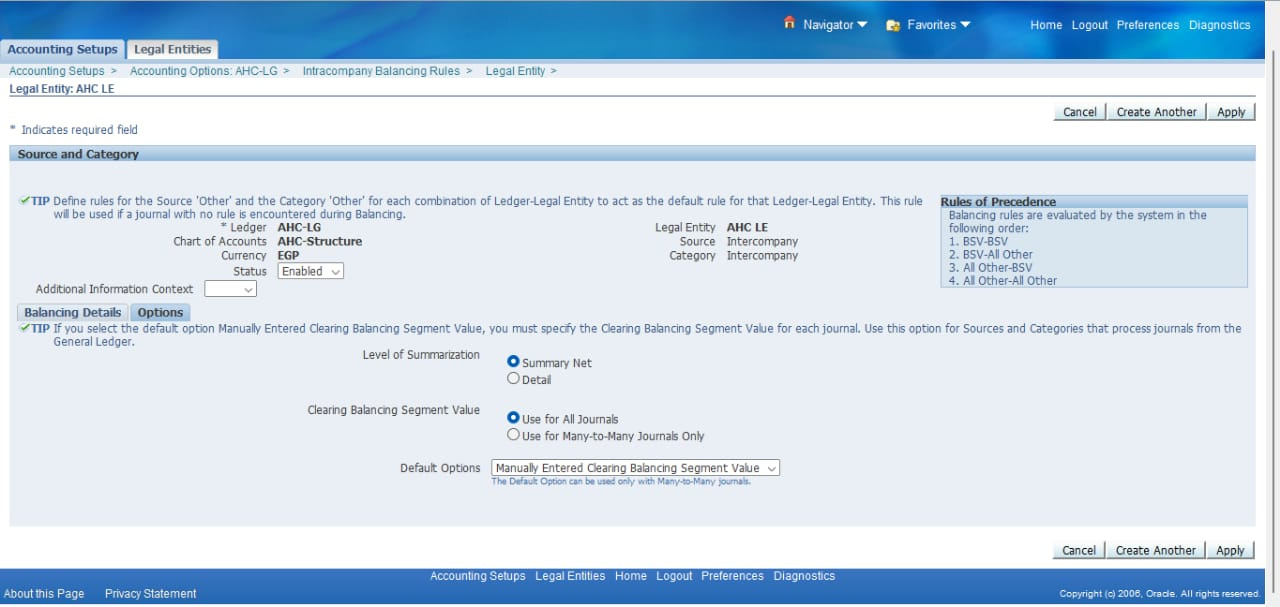 Navigator Favorites Home Logout Preferences Diagnostics
Accounting Setups Legal Entities
Accounting Setups > Accounting Options: AHC-LG > Intracompany Balancing Rules > Legal Entity >
Legal Entity: AHC LE
Cancel Create Another Apply
* Indicates required field
Source and Category
TIP Define rules for the Source 'Other' and the Category 'Other' for each combination of Ledger-Legal Entity to act as the default rule for that Ledger-Legal Entity. This rule
will be used if a journal with no rule is encountered during Balancing.
* Ledger AHC-LG
Chart of Accounts AHC-Structure
Currency EGP
Status Enabled
Additional Information Context
Legal Entity AHC LE
Source Intercompany
Category Intercompany
Rules of Precedence
Balancing rules are evaluated by the system in the
following order:
1. BSV-BSV
2. BSV-All Other
3. All Other-BSV
4. All Other-All Other
Balancing Details Options
TIP If you select the default option Manually Entered Clearing Balancing Segment Value, you must specify the Clearing Balancing Segment Value for each journal. Use this option for Sources and Categories that process journals from the
General Ledger.
Level of Summarization
Summary Net
Detail
Clearing Balancing Segment Value
Use for All Journals
Use for Many-to-Many Journals Only
Default Options Manually Entered Clearing Balancing Segment Value
The Default Option can be used only with Many-to-Many journals.
Cancel Create Another Apply
Accounting Setups Legal Entities Home Logout Preferences Diagnostics
About this Page Privacy Statement
Copyright (c) 2006, Oracle. All rights reserved.